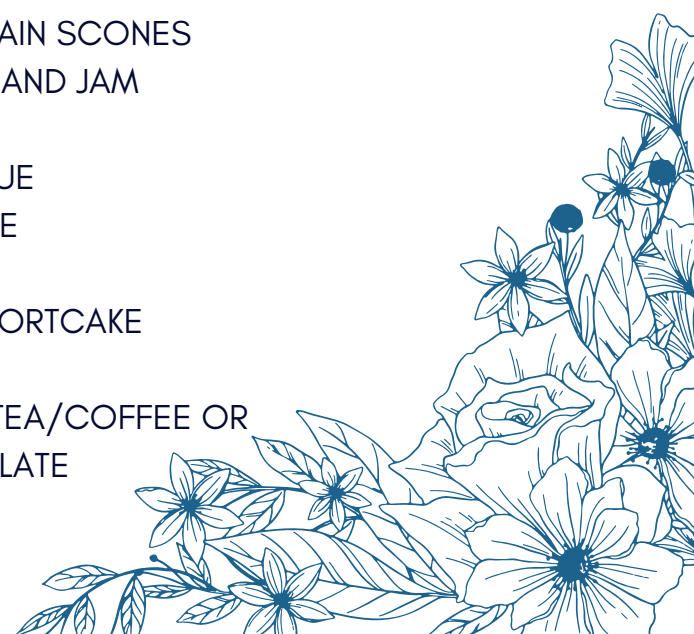 AIN SCONES
AND JAM
UE
E
ORTCAKE
TEA/COFFEE OR
LATE